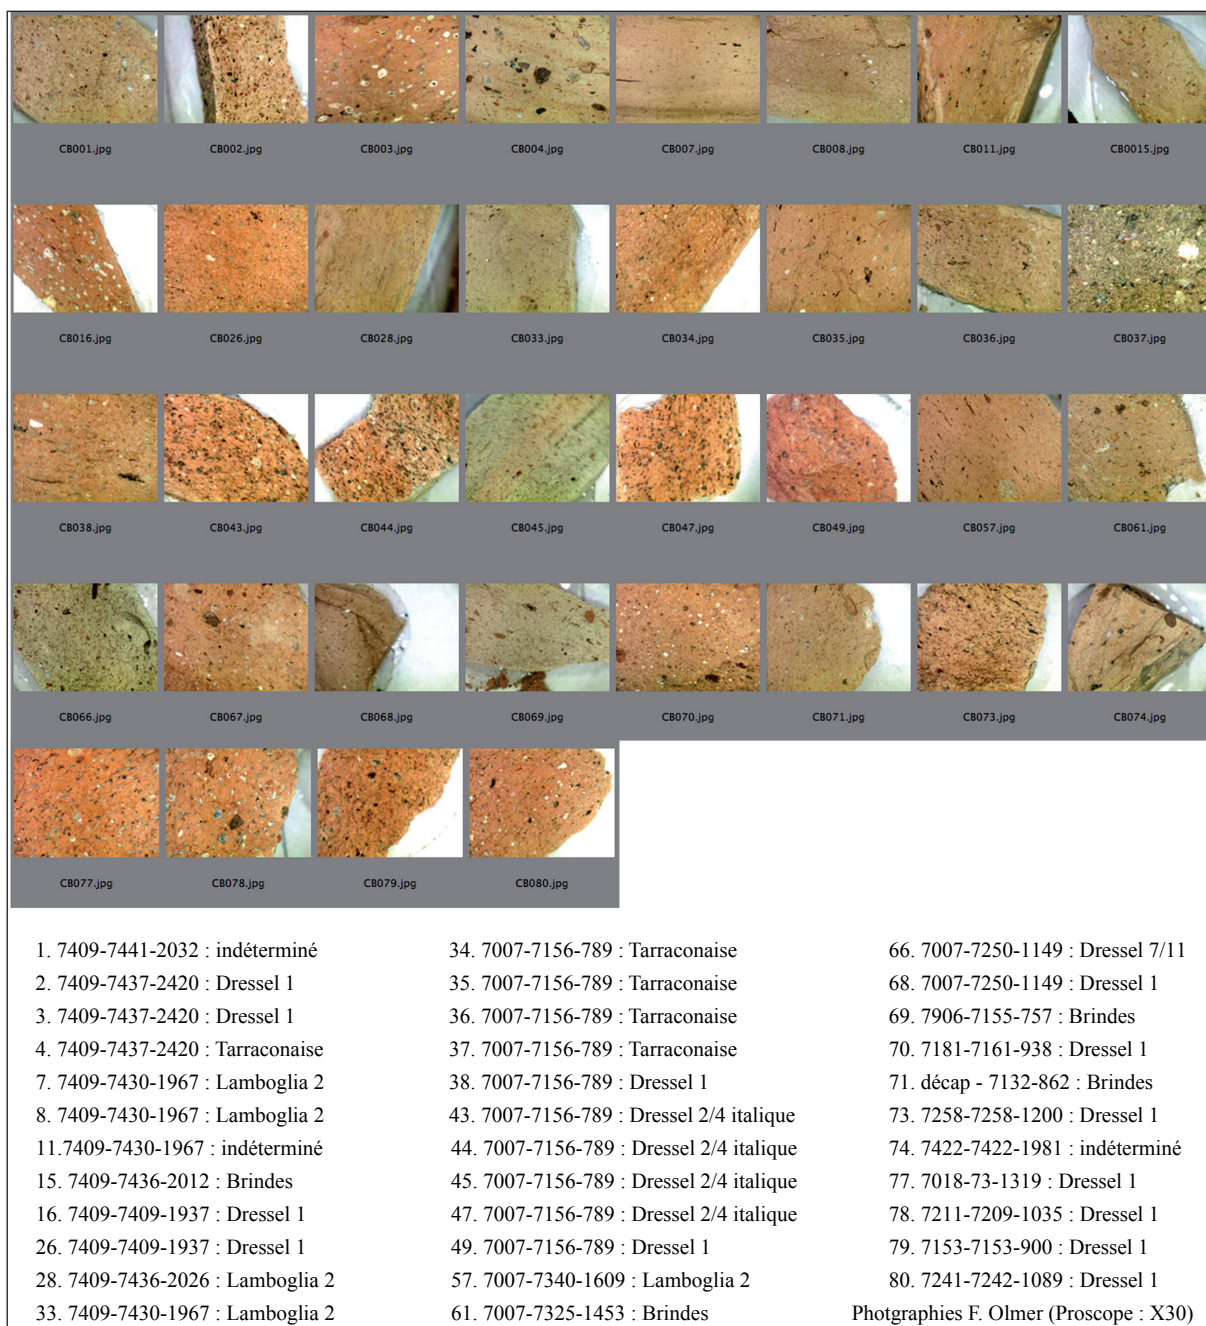 CB001.jpg CB002.jpg CB003.jpg CB004.jpg CB007.jpg CB008.jpg CB011.jpg CB0015.jpg
CB016.jpg CB026.jpg CB028.jpg CB033.jpg CB034.jpg CB035.jpg CB036.jpg CB037.jpg
CB038.jpg CB043.jpg CB044.jpg CB045.jpg CB047.jpg CB049.jpg CB057.jpg CB061.jpg
CB066.jpg CB067.jpg CB068.jpg CB069.jpg CB070.jpg CB071.jpg CB073.jpg CB074.jpg
CB077.jpg CB078.jpg CB079.jpg CB080.jpg
1. 7409-7441-2032 : indéterminé
2. 7409-7437-2420 : Dressel 1
3. 7409-7437-2420 : Dressel 1
4. 7409-7437-2420 : Tarraconaise
7. 7409-7430-1967 : Lamboglia 2
8. 7409-7430-1967 : Lamboglia 2
11.7409-7430-1967 : indéterminé
15. 7409-7436-2012 : Brindes
16. 7409-7409-1937 : Dressel 1
26. 7409-7409-1937 : Dressel 1
28. 7409-7436-2026 : Lamboglia 2
33. 7409-7430-1967 : Lamboglia 2
34. 7007-7156-789 : Tarraconaise
35. 7007-7156-789 : Tarraconaise
36. 7007-7156-789 : Tarraconaise
37. 7007-7156-789 : Tarraconaise
38. 7007-7156-789 : Dressel 1
43. 7007-7156-789 : Dressel 2/4 italique
44. 7007-7156-789 : Dressel 2/4 italique
45. 7007-7156-789 : Dressel 2/4 italique
47. 7007-7156-789 : Dressel 2/4 italique
49. 7007-7156-789 : Dressel 1
57. 7007-7340-1609 : Lamboglia 2
61. 7007-7325-1453 : Brindes
66. 7007-7250-1149 : Dressel 7/11
68. 7007-7250-1149 : Dressel 1
69. 7906-7155-757 : Brindes
70. 7181-7161-938 : Dressel 1
71. décap - 7132-862 : Brindes
73. 7258-7258-1200 : Dressel 1
74. 7422-7422-1981 : indéterminé
77. 7018-73-1319 : Dressel 1
78. 7211-7209-1035 : Dressel 1
79. 7153-7153-900 : Dressel 1
80. 7241-7242-1089 : Dressel 1
Photgraphies F. Olmer (Proscope : X30)